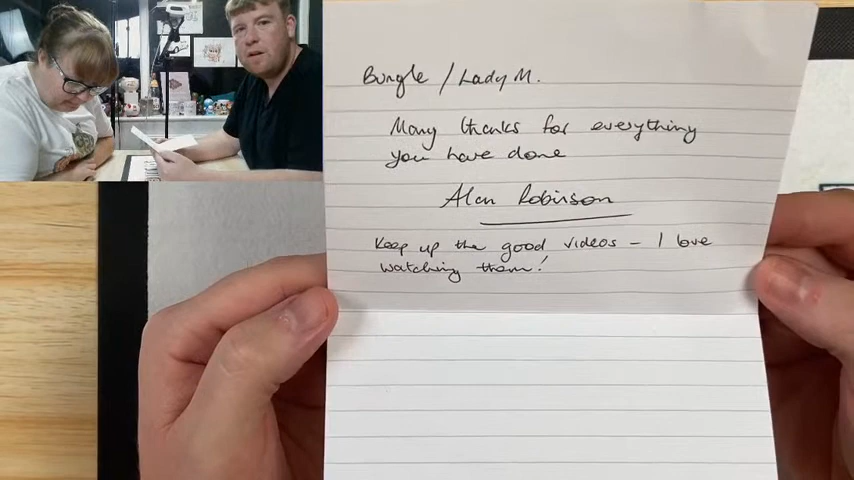 Bungle / Lady M.
Many thanks for everything
you have done
Alan Robinson
Keep up the good videos - I love
watching them!